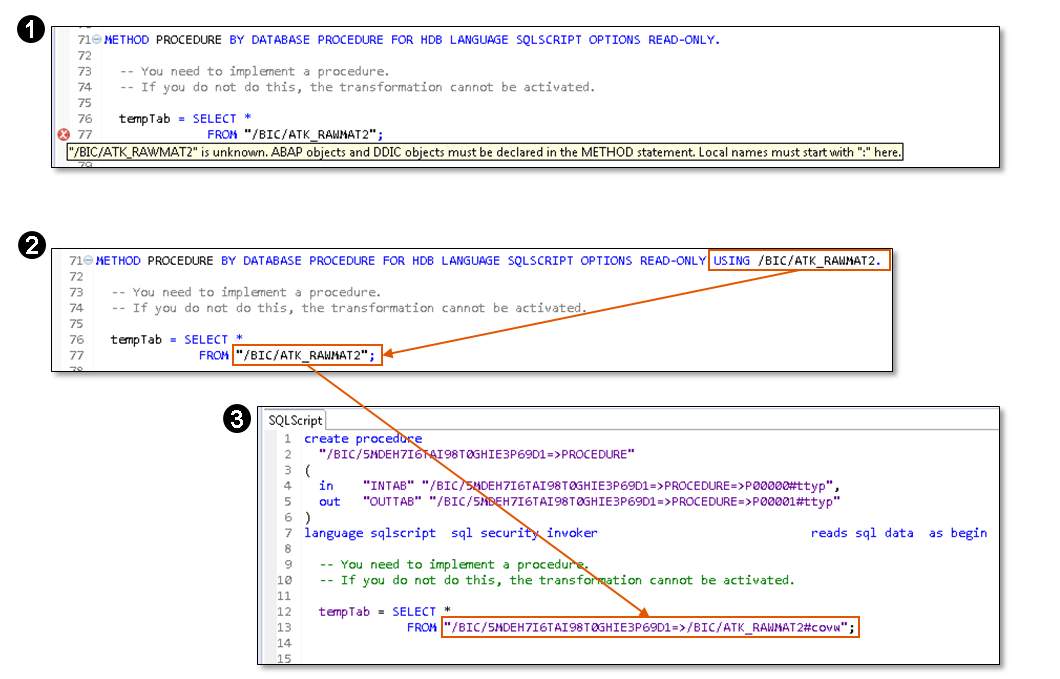 1
71 METHOD PROCEDURE BY DATABASE PROCEDURE FOR HDB LANGUAGE SQLSCRIPT OPTIONS READ-ONLY.
72
73 -- You need to implement a procedure.
74 -- If you do not do this, the transformation cannot be activated.
75
76 tempTab = SELECT *
77 FROM "/BIC/ATK_RAWMAT2";
"/BIC/ATK_RAWMAT2" is unknown. ABAP objects and DDIC objects must be declared in the METHOD statement. Local names must start with ":" here.
79
2
71 METHOD PROCEDURE BY DATABASE PROCEDURE FOR HDB LANGUAGE SQLSCRIPT OPTIONS READ-ONLY USING /BIC/ATK_RAWMAT2.
72
73 -- You need to implement a procedure.
74 -- If you do not do this, the transformation cannot be activated.
75
76 tempTab = SELECT *
77 FROM "/BIC/ATK_RAWMAT2";
78
3
SQLScript
1 create procedure
2 "/BIC/5MDEH7I6TAI98T0GHIE3P69D1=>PROCEDURE"
3 (
4 in "INTAB" "/BIC/5MDEH7I6TAI98T0GHIE3P69D1=>PROCEDURE=>P00000#ttyp",
5 out "OUTTAB" "/BIC/5MDEH7I6TAI98T0GHIE3P69D1=>PROCEDURE=>P00001#ttyp"
6 )
7 language sqlscript sql security invoker reads sql data as begin
8
9 -- You need to implement a procedure.
10 -- If you do not do this, the transformation cannot be activated.
11
12 tempTab = SELECT *
13 FROM "/BIC/5MDEH7I6TAI98T0GHIE3P69D1=>/BIC/ATK_RAWMAT2#covw";
14
15